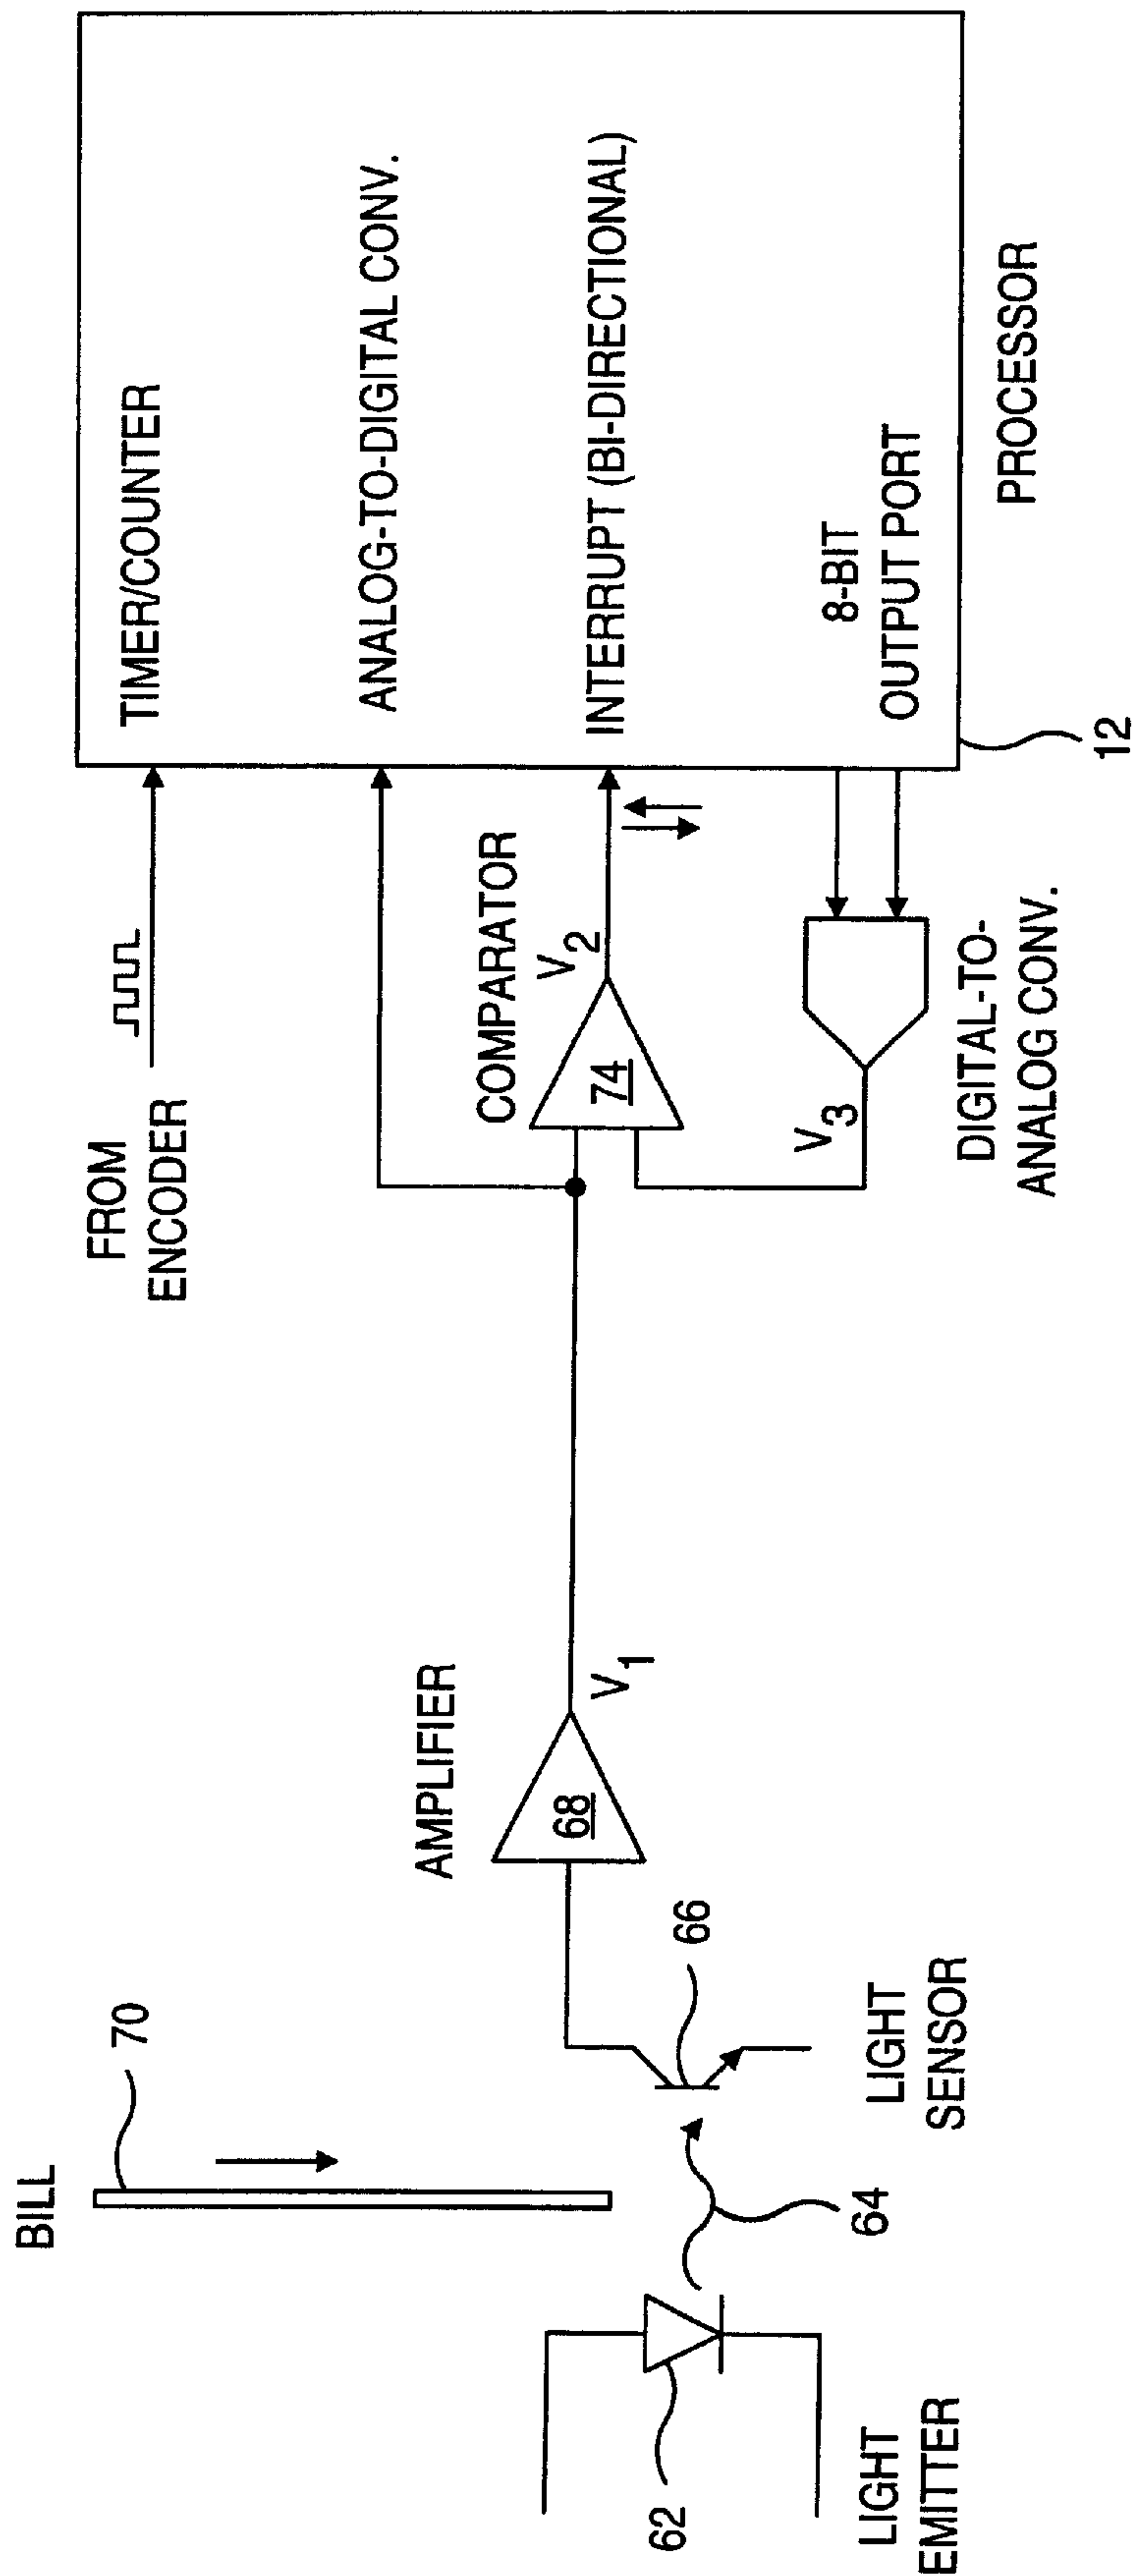 BILL
70
LIGHT
EMITTER
62
64
LIGHT
SENSOR
66
AMPLIFIER
68
V1
FROM
ENCODER
COMPARATOR
74
V2
V3
DIGITAL-TO-
ANALOG CONV.
TIMER/COUNTER
ANALOG-TO-DIGITAL CONV.
INTERRUPT (BI-DIRECTIONAL)
8-BIT
OUTPUT PORT
PROCESSOR
12